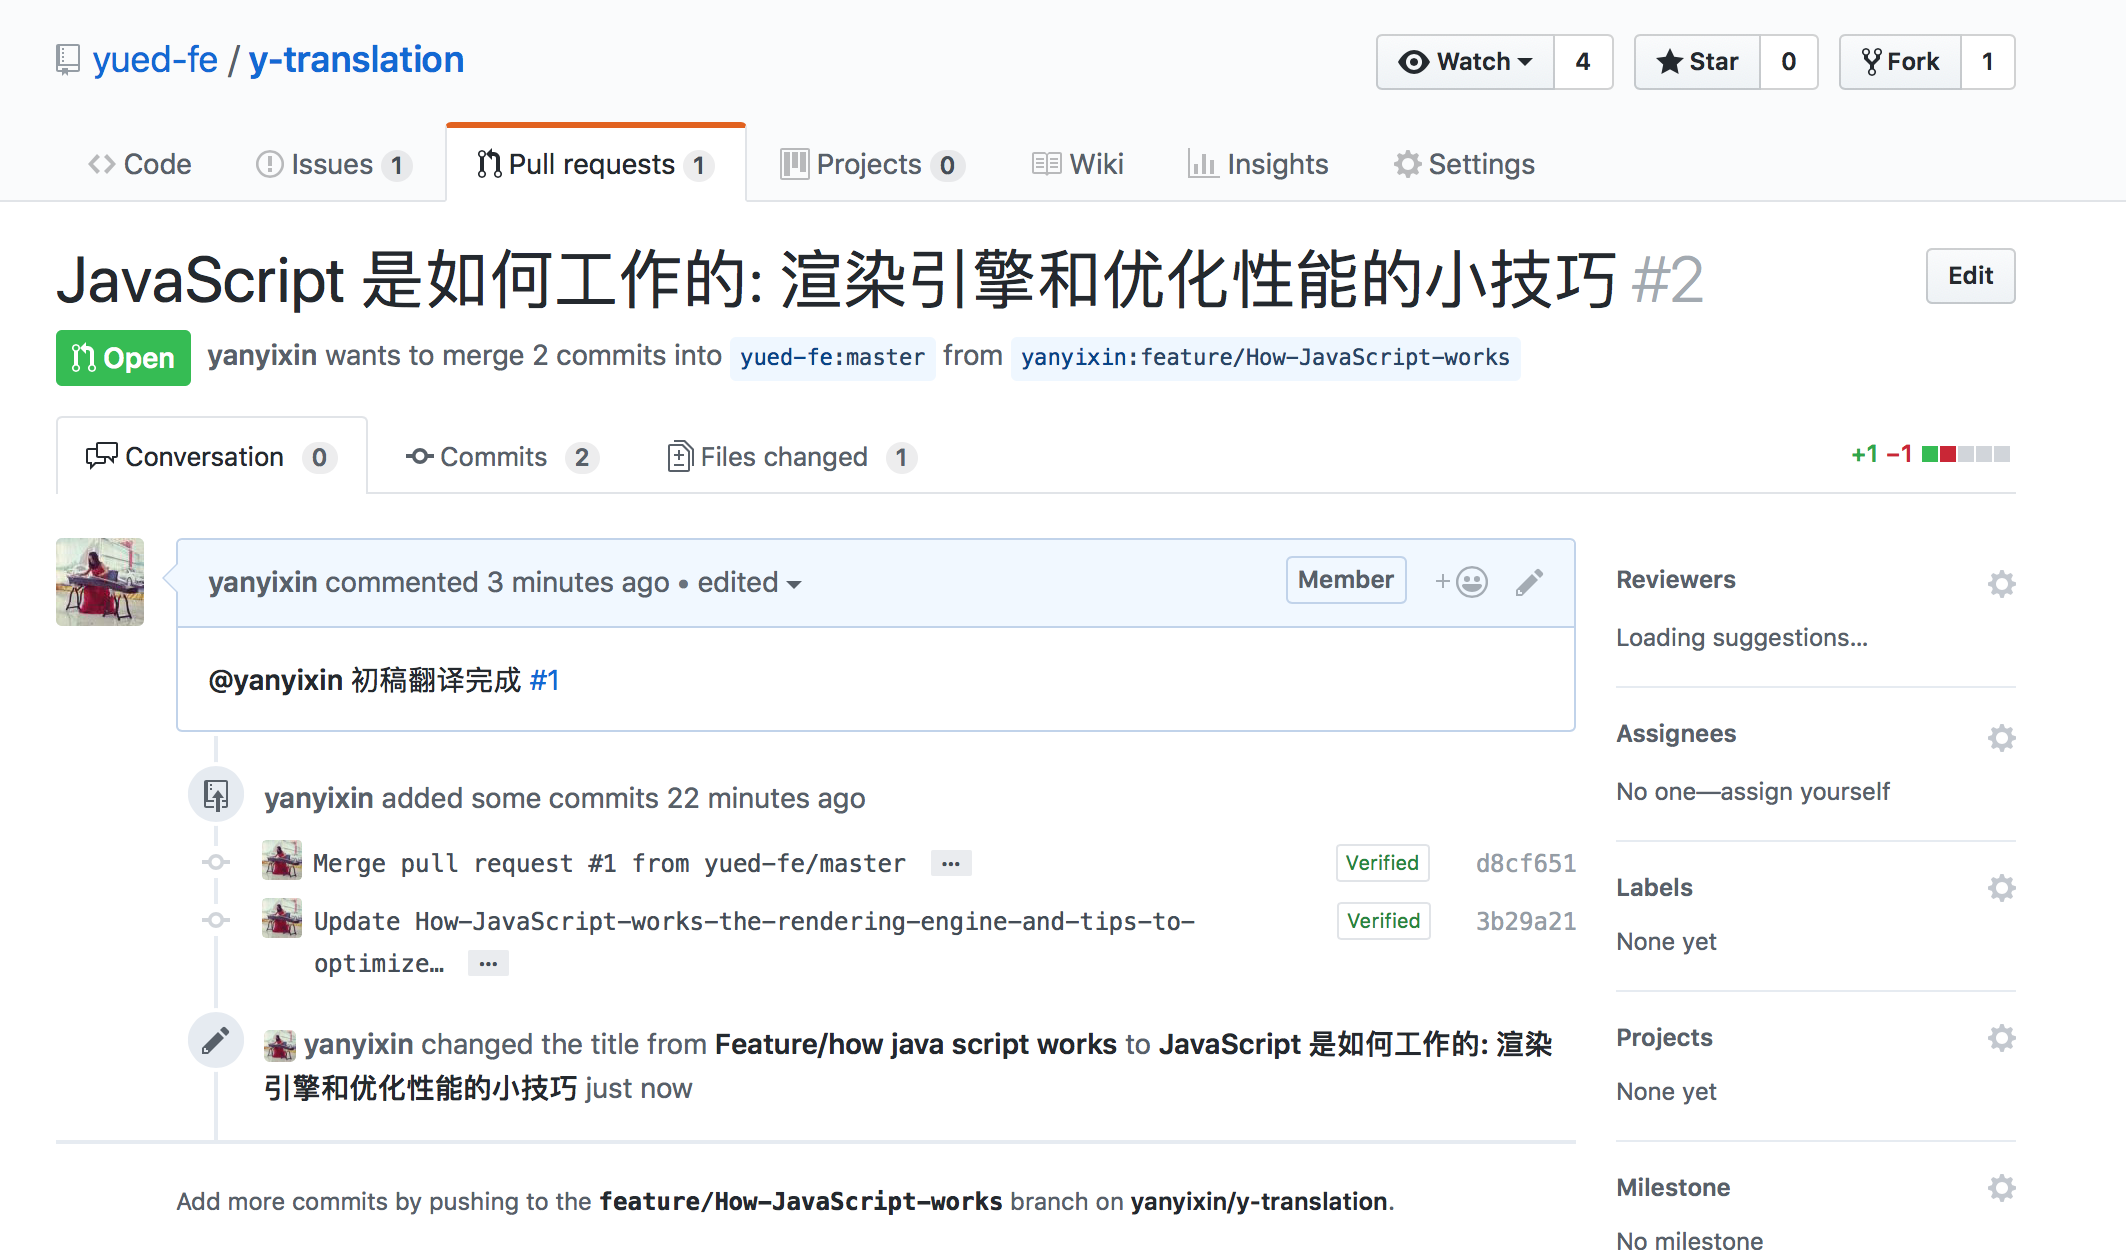 yued-fe / y-translation
Watch 4 Star 0 Fork 1
Code Issues 1 Pull requests 1 Projects 0 Wiki Insights Settings
JavaScript 是如何工作的: 渲染引擎和优化性能的小技巧 #2
Edit
Open yanyixin wants to merge 2 commits into yued-fe:master from yanyixin:feature/How-JavaScript-works
Conversation 0 Commits 2 Files changed 1 +1 −1
yanyixin commented 3 minutes ago • edited Member
@yanyixin 初稿翻译完成 #1
yanyixin added some commits 22 minutes ago
Merge pull request #1 from yued-fe/master … Verified d8cf651
Update How-JavaScript-works-the-rendering-engine-and-tips-to- Verified 3b29a21
optimize… …
yanyixin changed the title from Feature/how java script works to JavaScript 是如何工作的: 渲染
引擎和优化性能的小技巧 just now
Add more commits by pushing to the feature/How-JavaScript-works branch on yanyixin/y-translation.
Reviewers
Loading suggestions…
Assignees
No one—assign yourself
Labels
None yet
Projects
None yet
Milestone
No milestone